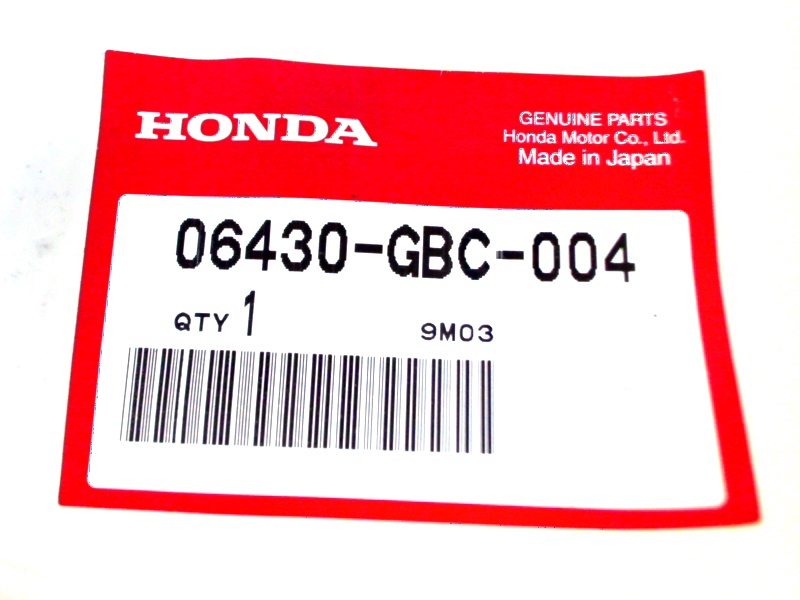 HONDA
GENUINE PARTS
Honda Motor Co., Ltd.
Made in Japan
06430-GBC-004
QTY 1 9M03